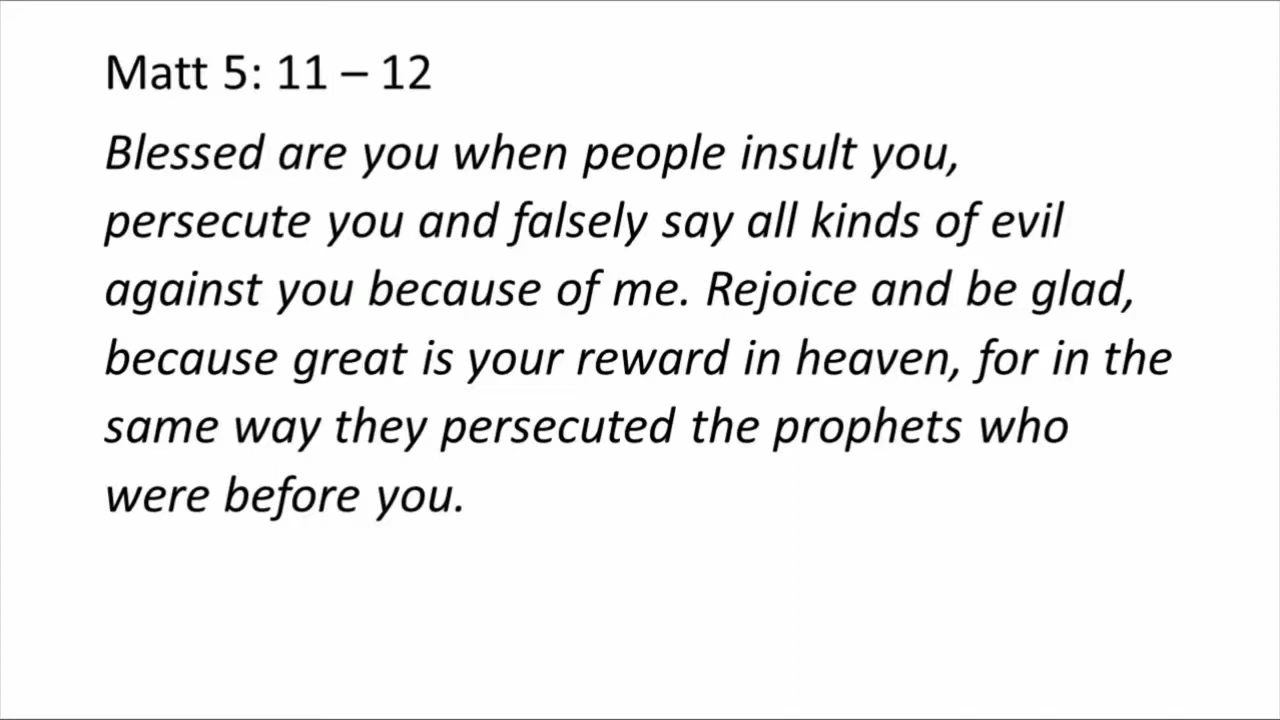 Matt 5: 11 – 12
Blessed are you when people insult you,
persecute you and falsely say all kinds of evil
against you because of me. Rejoice and be glad,
because great is your reward in heaven, for in the
same way they persecuted the prophets who
were before you.